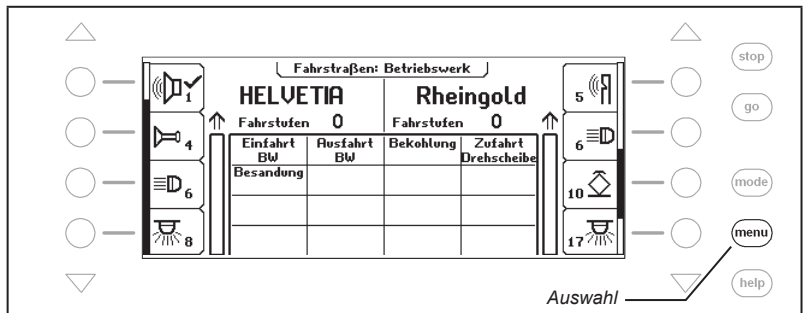 Fahrstraßen: Betriebswerk
HELVETIA Rheingold
Fahrstufen 0 Fahrstufen 0
Einfahrt BW
Ausfahrt BW
Bekohlung
Zufahrt Drehscheibe
Besandung
1
4
6
8
5
6
10
17
stop
go
mode
menu
help
Auswahl